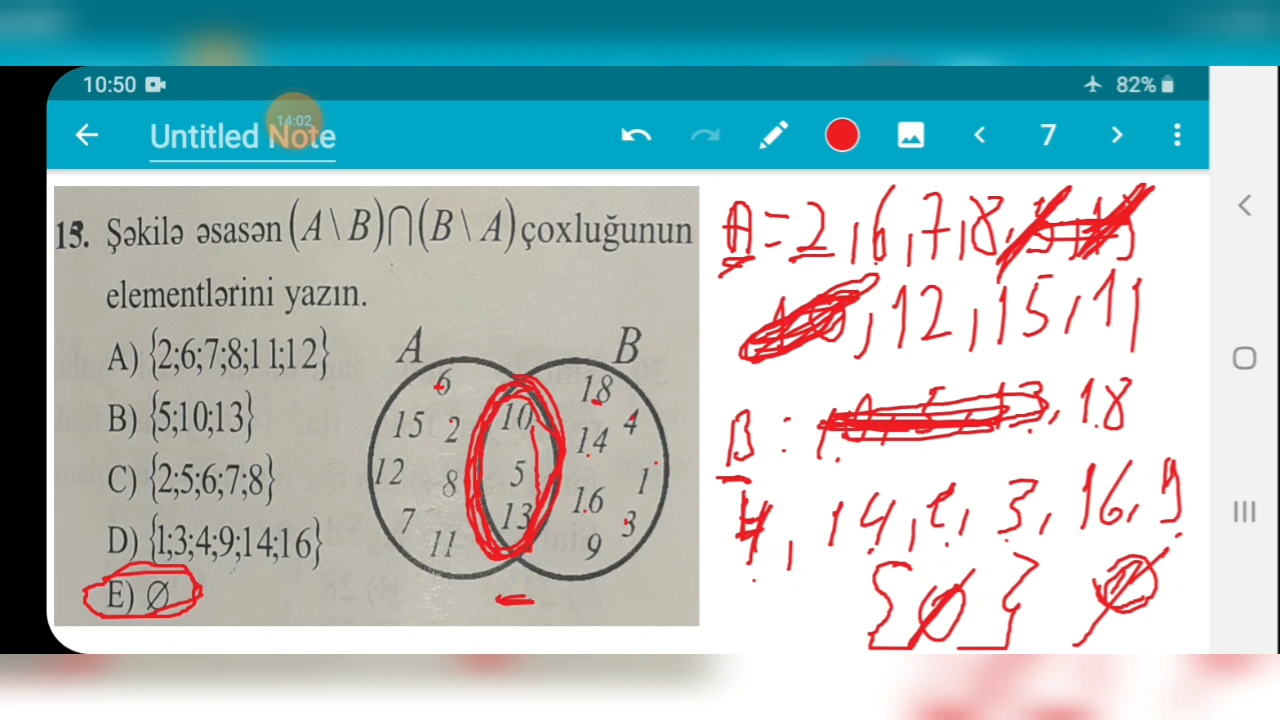 10:50
82%
14:02
Untitled Note
7
15. Şəkilə əsasən (A \ B)∩(B \ A) çoxluğunun
elementlərini yazın.
A) {2;6;7;8;11;12}
B) {5;10;13}
C) {2;5;6;7;8}
D) {1;3;4;9;14;16}
E) ∅
A B
6 10 18
15 2 14 4
12 8 5 16 1
7 11 13 9 3
A = 2, 6, 7, 8,
, 12, 15, 11
B : , 18
4, 14, 1, 3, 16, 9
{∅} ∅